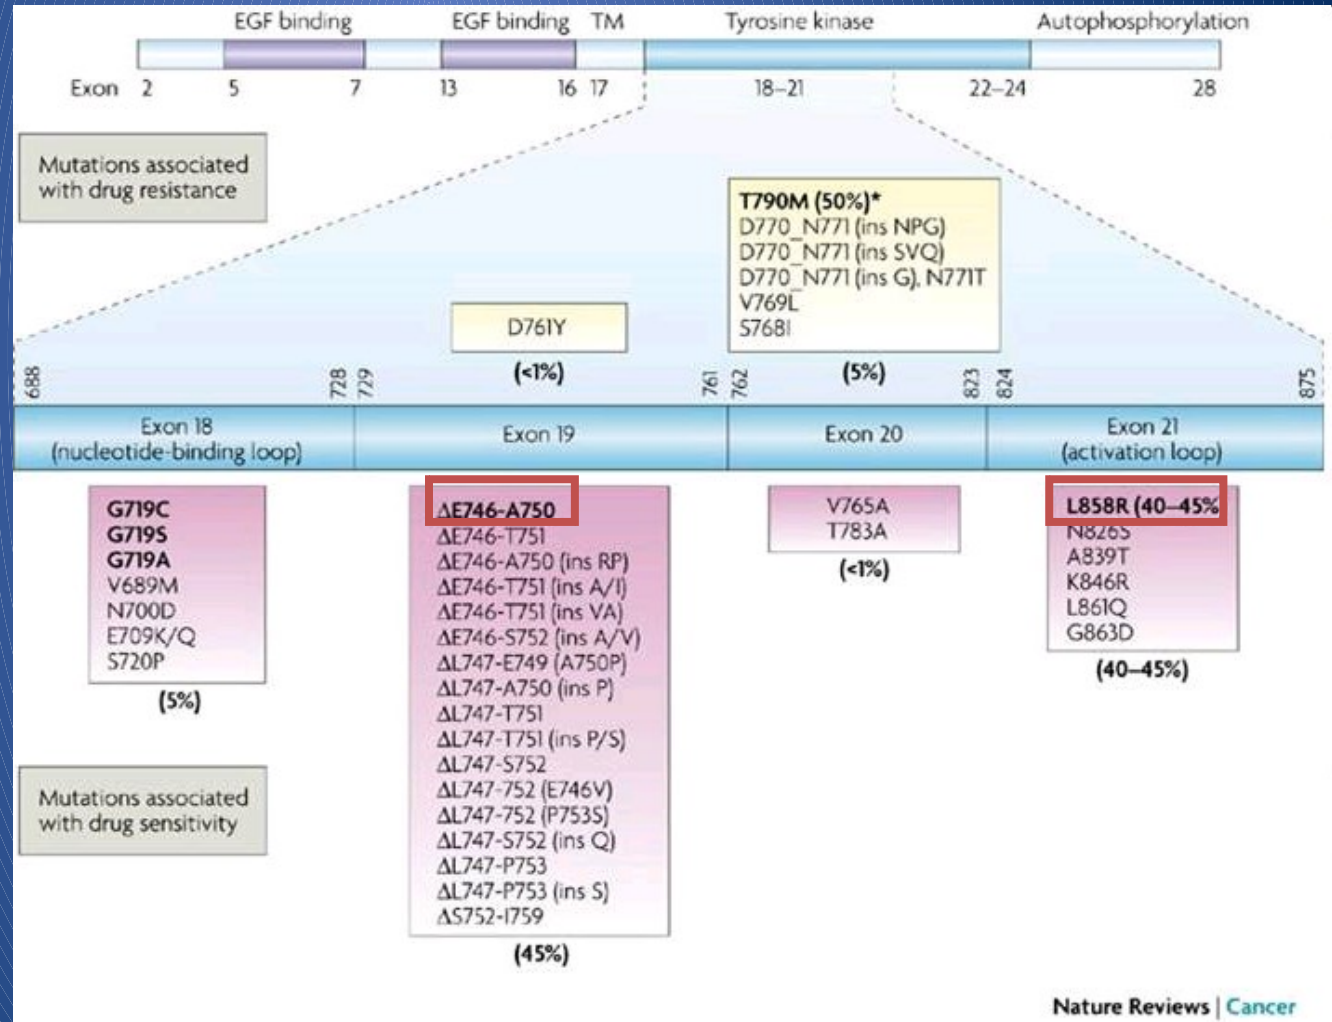 EGF binding EGF binding TM Tyrosine kinase Autophosphorylation
Exon 2 5 7 13 16 17 18–21 22–24 28
Mutations associated
with drug resistance
T790M (50%)*
D770_N771 (ins NPG)
D770_N771 (ins SVQ)
D770_N771 (ins G), N771T
V769L
S768I
D761Y
(<1%)
(5%)
688 728 729 761 762 823 824 875
Exon 18
(nucleotide-binding loop)
Exon 19
Exon 20
Exon 21
(activation loop)
G719C
G719S
G719A
V689M
N700D
E709K/Q
S720P
(5%)
ΔE746-A750
ΔE746-T751
ΔE746-A750 (ins RP)
ΔE746-T751 (ins A/I)
ΔE746-T751 (ins VA)
ΔE746-S752 (ins A/V)
ΔL747-E749 (A750P)
ΔL747-A750 (ins P)
ΔL747-T751
ΔL747-T751 (ins P/S)
ΔL747-S752
ΔL747-752 (E746V)
ΔL747-752 (P753S)
ΔL747-S752 (ins Q)
ΔL747-P753
ΔL747-P753 (ins S)
ΔS752-I759
(45%)
V765A
T783A
(<1%)
L858R (40–45%
N826S
A839T
K846R
L861Q
G863D
(40–45%)
Mutations associated
with drug sensitivity
Nature Reviews | Cancer